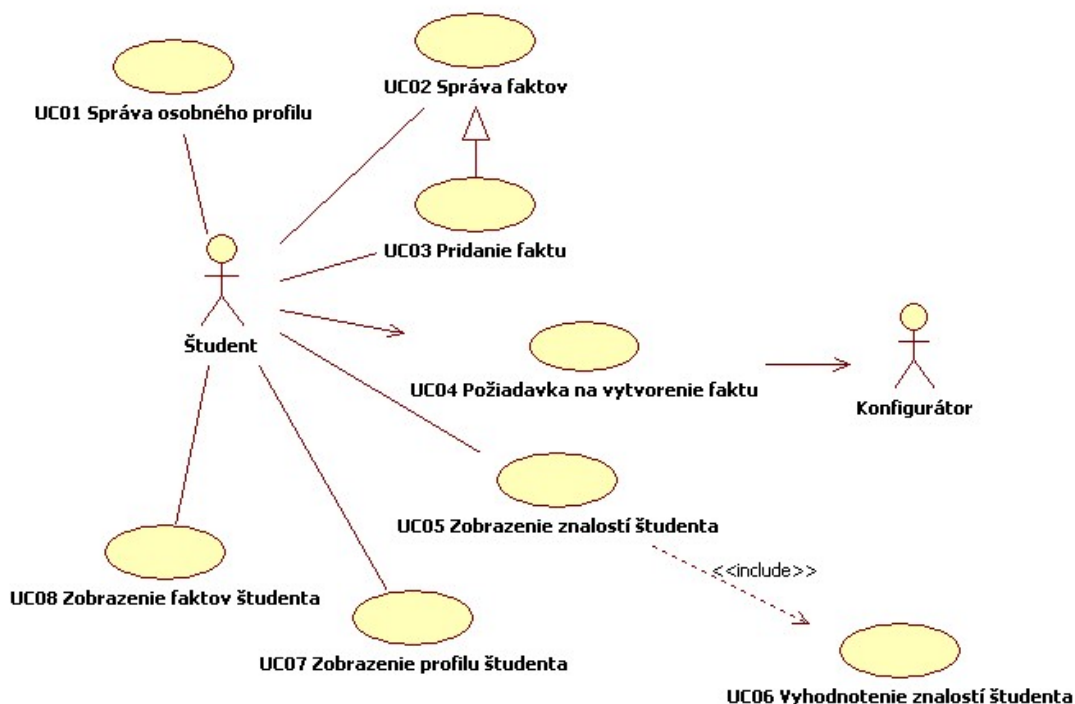 UC02 Správa faktov
UC01 Správa osobného profilu
UC03 Pridanie faktu
Študent
UC04 Požiadavka na vytvorenie faktu
Konfigurátor
UC05 Zobrazenie znalostí študenta
<<include>>
UC08 Zobrazenie faktov študenta
UC07 Zobrazenie profilu študenta
UC06 Vyhodnotenie znalostí študenta